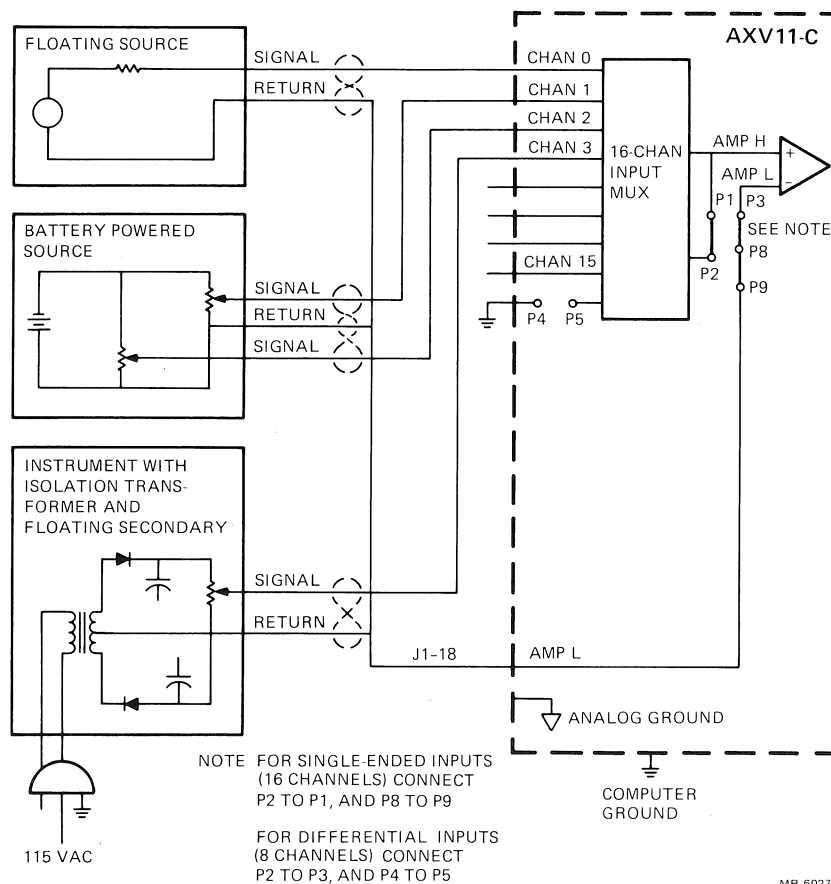 AXV11-C
FLOATING SOURCE
SIGNAL
RETURN
CHAN 0
CHAN 1
CHAN 2
CHAN 3
16-CHAN
INPUT
MUX
AMP H
+
AMP L
-
P1
P3
SEE NOTE
P8
P2
P9
CHAN 15
P4
P5
BATTERY POWERED
SOURCE
SIGNAL
RETURN
SIGNAL
INSTRUMENT WITH
ISOLATION TRANS-
FORMER AND
FLOATING SECONDARY
SIGNAL
RETURN
J1-18
AMP L
ANALOG GROUND
COMPUTER
GROUND
115 VAC
NOTE FOR SINGLE-ENDED INPUTS
(16 CHANNELS) CONNECT
P2 TO P1, AND P8 TO P9
FOR DIFFERENTIAL INPUTS
(8 CHANNELS) CONNECT
P2 TO P3, AND P4 TO P5
MR 6027